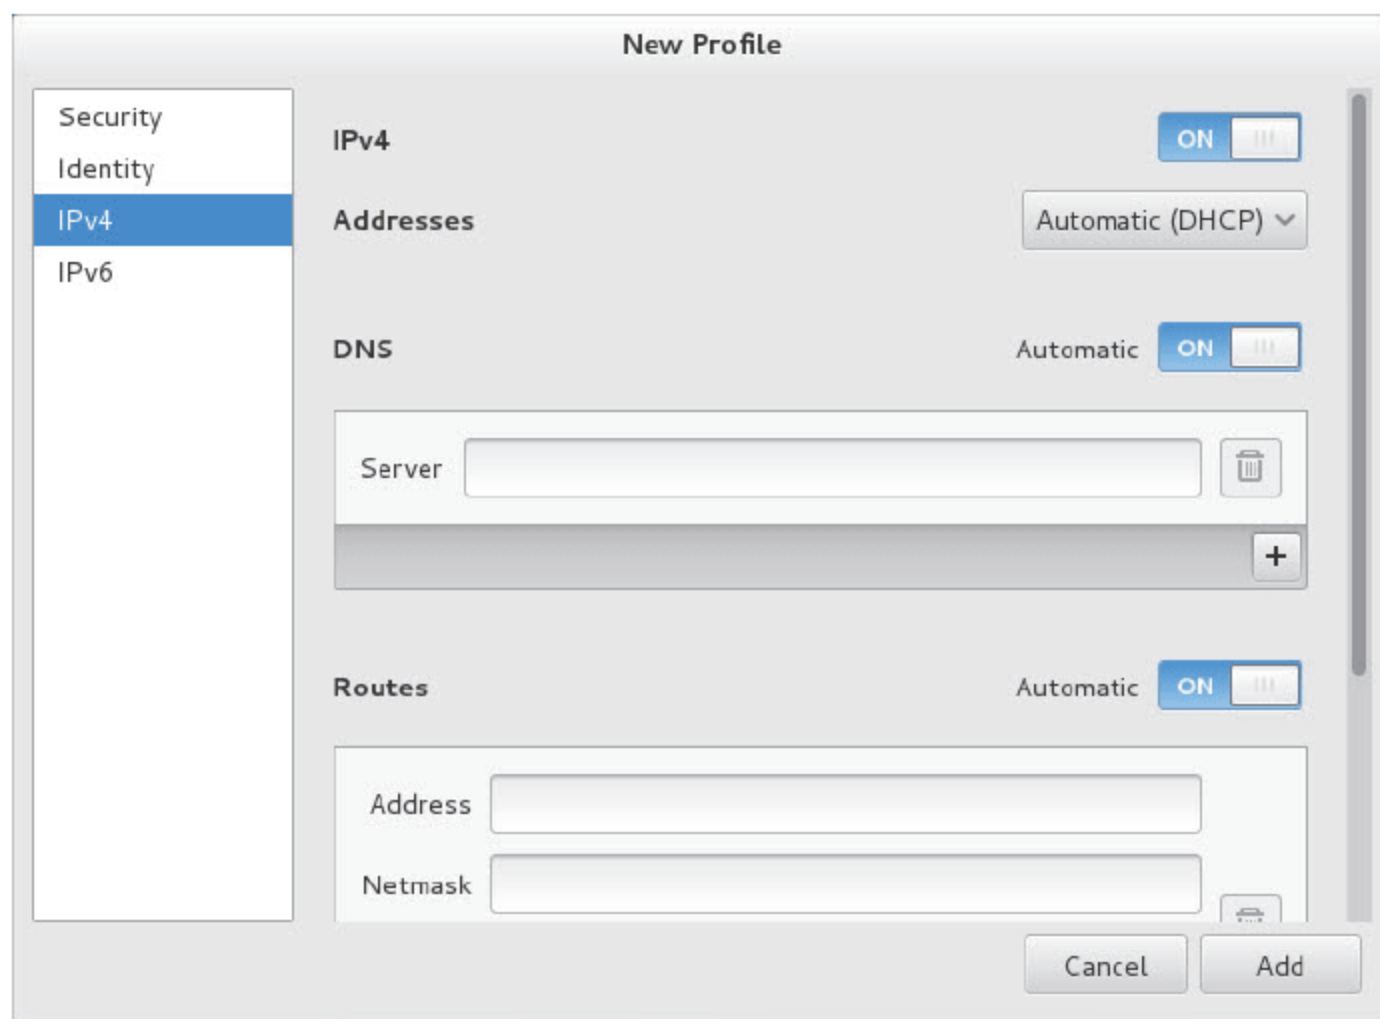 New Profile
Security
Identity
IPv4
IPv6
IPv4 ON
Addresses Automatic (DHCP)
DNS Automatic ON
Server
+
Routes Automatic ON
Address
Netmask
Cancel Add